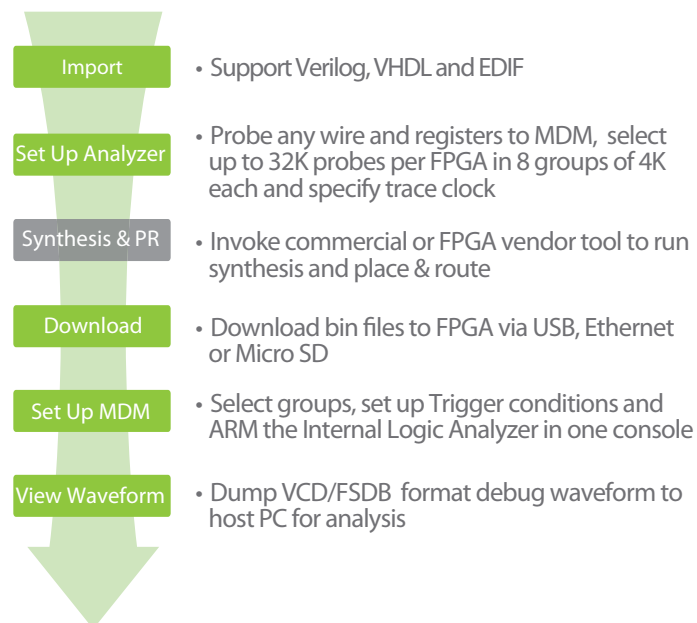 Import
• Support Verilog, VHDL and EDIF
Set Up Analyzer
• Probe any wire and registers to MDM, select
up to 32K probes per FPGA in 8 groups of 4K
each and specify trace clock
Synthesis & PR
• Invoke commercial or FPGA vendor tool to run
synthesis and place & route
Download
• Download bin files to FPGA via USB, Ethernet
or Micro SD
Set Up MDM
• Select groups, set up Trigger conditions and
ARM the Internal Logic Analyzer in one console
View Waveform
• Dump VCD/FSDB format debug waveform to
host PC for analysis